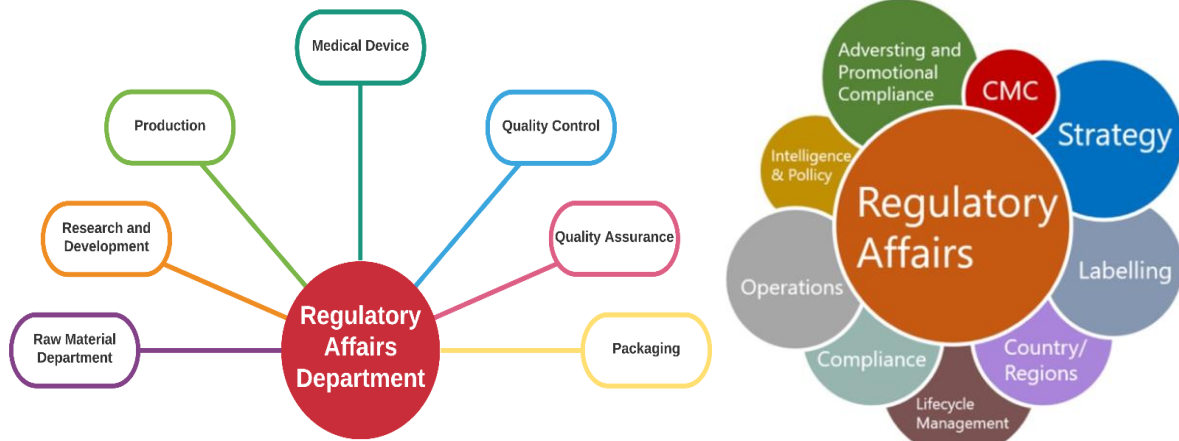 Medical Device
Production
Quality Control
Research and
Development
Quality Assurance
Raw Material
Department
Regulatory
Affairs
Department
Packaging
Adversting and
Promotional
Compliance
CMC
Strategy
Intelligence
& Pollicy
Regulatory
Affairs
Operations
Labelling
Compliance
Country/
Regions
Lifecycle
Management